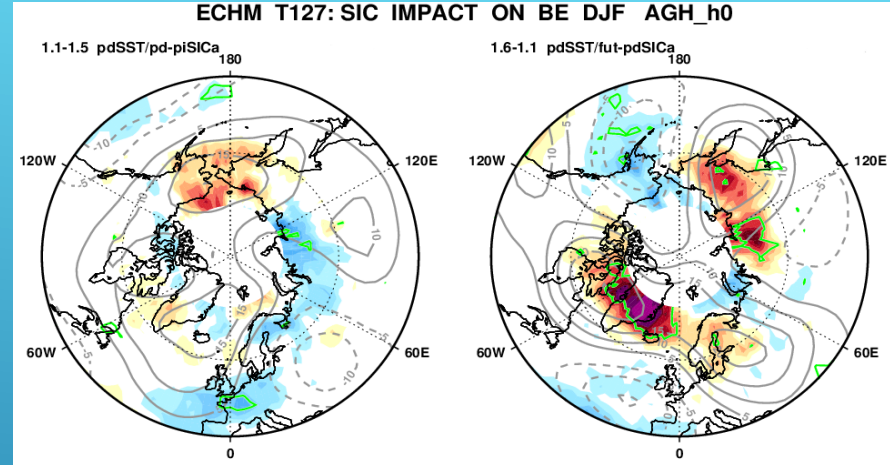 ECHM T127: SIC IMPACT ON BE DJF AGH_h0
1.1-1.5 pdSST/pd-piSICa
1.6-1.1 pdSST/fut-pdSICa
180
180
120W
120E
120W
120E
60W
60E
60W
60E
0
0